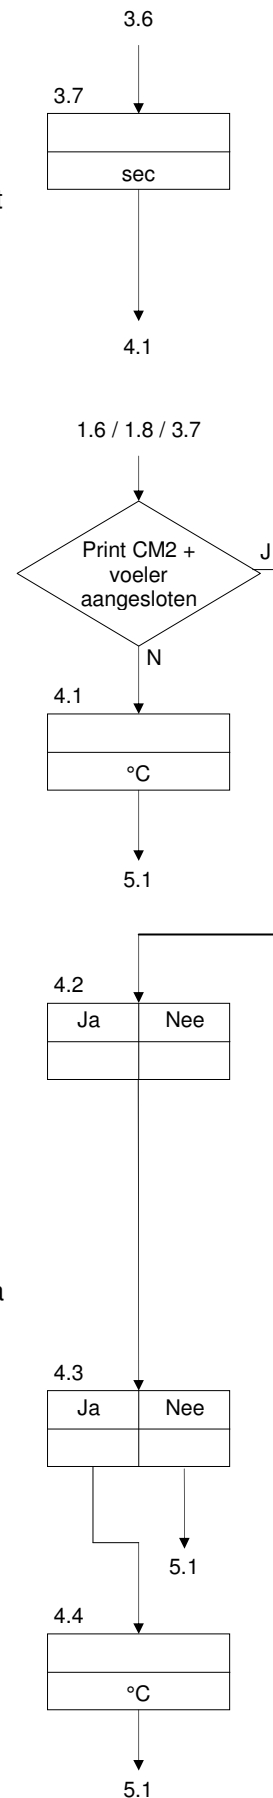 3.6
3.7
sec
t
4.1
1.6 / 1.8 / 3.7
Print CM2 +
voeler
aangesloten
J
N
4.1
°C
5.1
4.2
Ja Nee
a
4.3
Ja Nee
5.1
4.4
°C
5.1